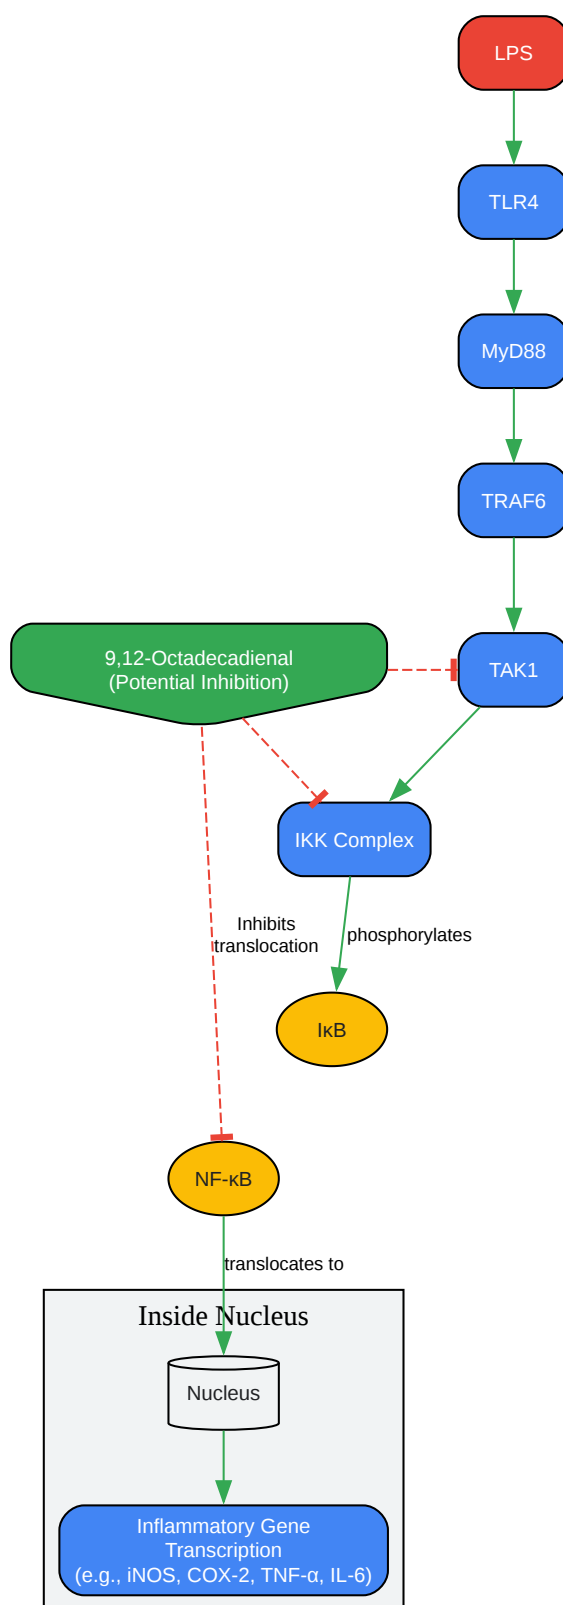 LPS
TLR4
MyD88
TRAF6
9,12-Octadecadienal
(Potential Inhibition)
TAK1
IKK Complex
Inhibits
translocation
phosphorylates
IκB
NF-κB
translocates to
Inside Nucleus
Nucleus
Inflammatory Gene
Transcription
(e.g., iNOS, COX-2, TNF-α, IL-6)